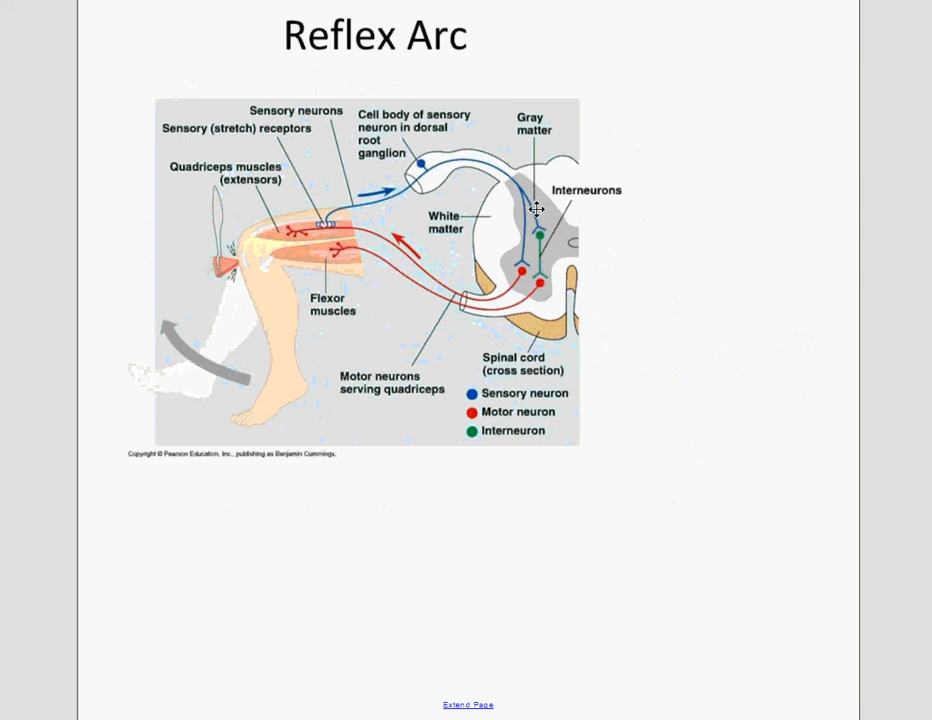 Reflex Arc
Sensory neurons
Sensory (stretch) receptors
Quadriceps muscles
(extensors)
Cell body of sensory
neuron in dorsal
root
ganglion
Gray
matter
Interneurons
White
matter
Flexor
muscles
Motor neurons
serving quadriceps
Spinal cord
(cross section)
Sensory neuron
Motor neuron
Interneuron
Copyright © Pearson Education, Inc., publishing as Benjamin Cummings.
Extend Page